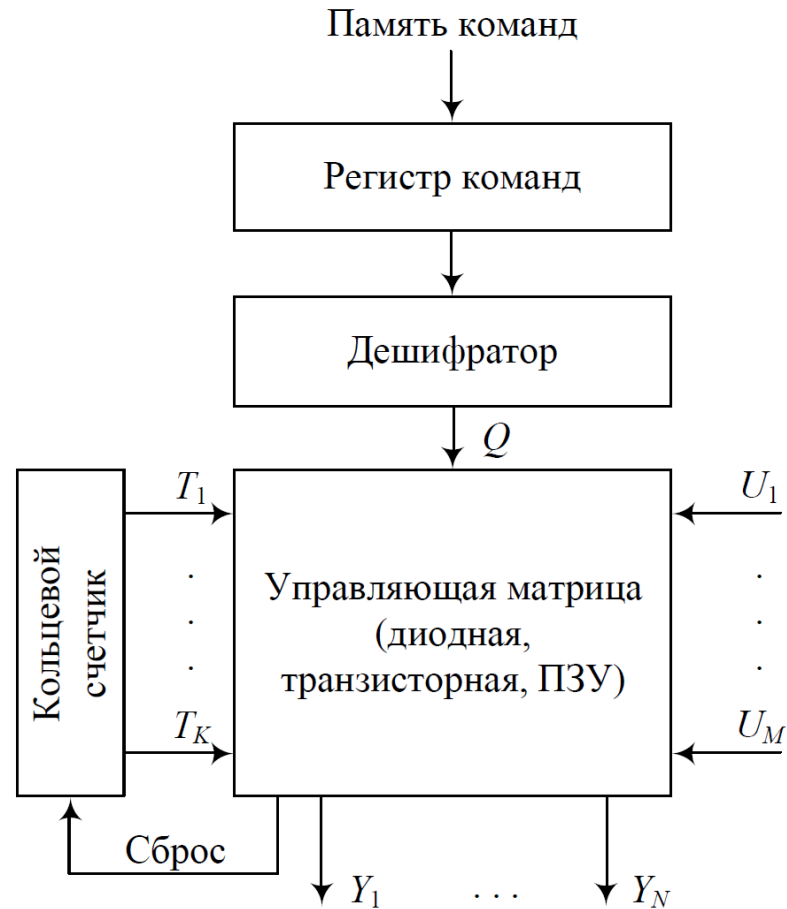 Память команд
Регистр команд
Дешифратор
Q
Кольцевой
счетчик
T1
.
.
.
TK
Управляющая матрица
(диодная,
транзисторная, ПЗУ)
U1
.
.
.
UM
Сброс
Y1 . . . YN